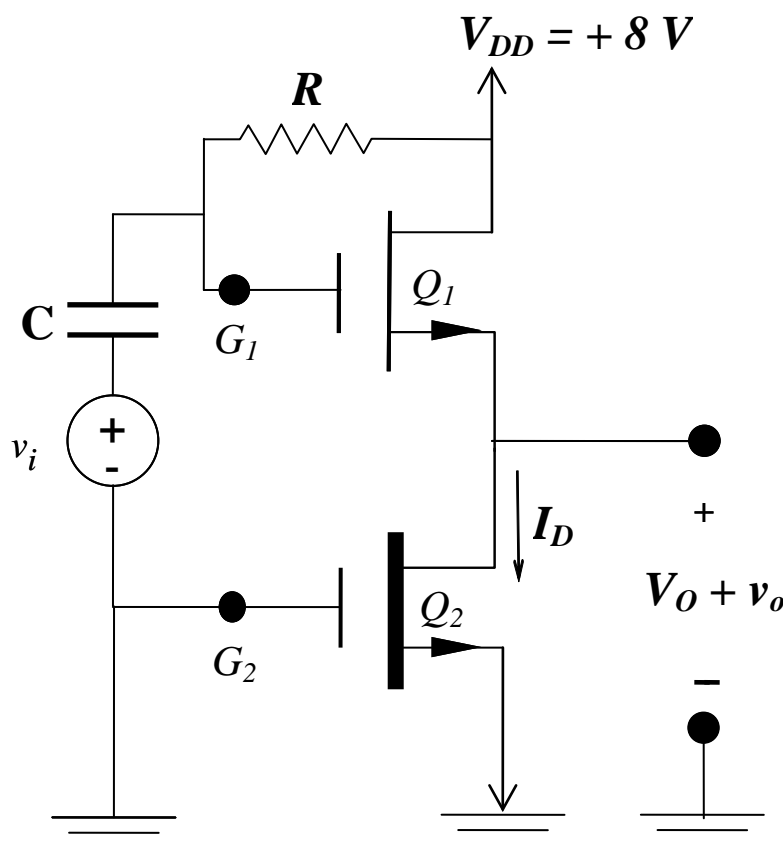 V_DD = + 8 V
R
Q_1
C
G_1
+
-
v_i
+
I_D
V_O + v_o
Q_2
G_2
−